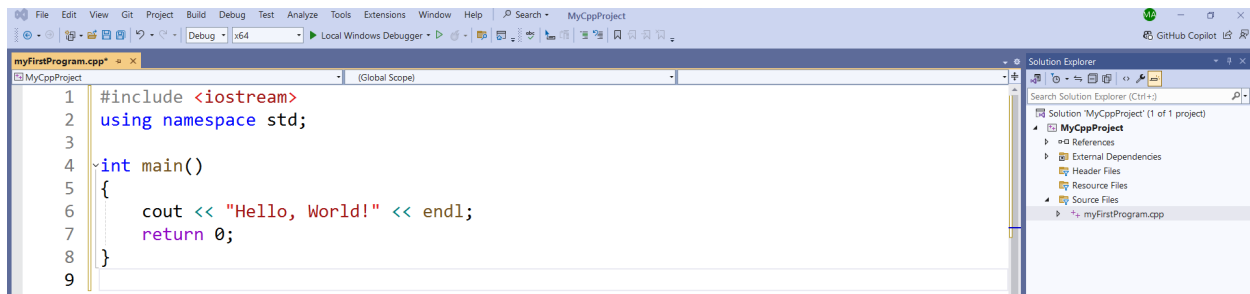 File Edit View Git Project Build Debug Test Analyze Tools Extensions Window Help Search MyCppProject MA
Debug x64 Local Windows Debugger GitHub Copilot
myFirstProgram.cpp*
MyCppProject (Global Scope)
1 #include <iostream>
2 using namespace std;
3
4 int main()
5 {
6 cout << "Hello, World!" << endl;
7 return 0;
8 }
9
Solution Explorer
Search Solution Explorer (Ctrl+;)
Solution 'MyCppProject' (1 of 1 project)
MyCppProject
References
External Dependencies
Header Files
Resource Files
Source Files
++ myFirstProgram.cpp